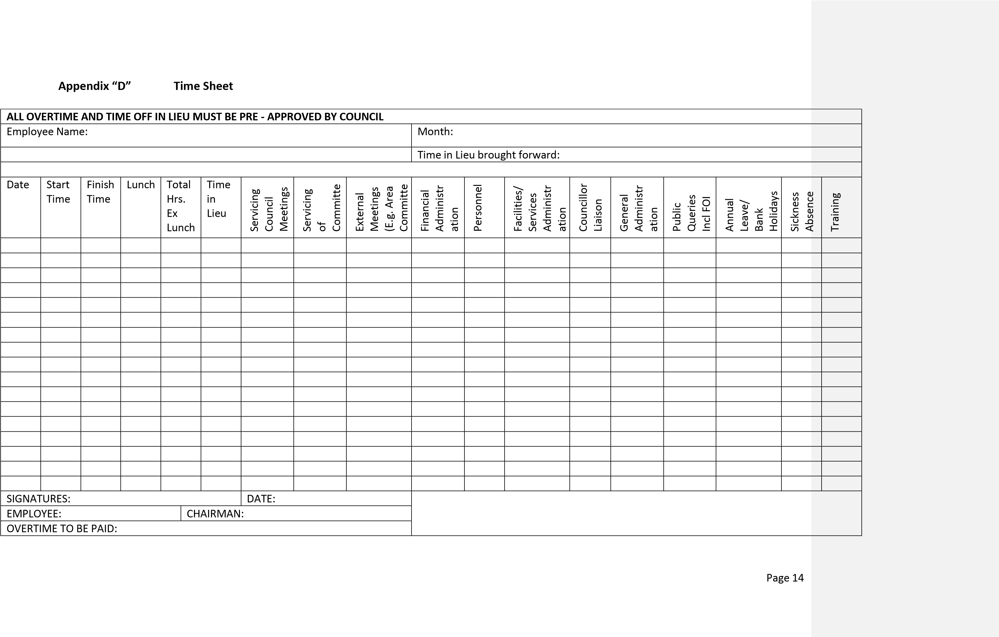 Appendix “D” Time Sheet
ALL OVERTIME AND TIME OFF IN LIEU MUST BE PRE - APPROVED BY COUNCIL
Employee Name:
Month:
Time in Lieu brought forward:
Date
Start
Time
Finish
Time
Lunch
Total
Hrs.
Ex
Lunch
Time
in
Lieu
Servicing
Council
Meetings
Servicing
of
Committe
External
Meetings
(E.g. Area
Committe
Financial
Administr
ation
Personnel
Facilities/
Services
Administr
ation
Councillor
Liaison
General
Administr
ation
Public
Queries
Incl FOI
Annual
Leave/
Bank
Holidays
Sickness
Absence
Training
SIGNATURES:
DATE:
EMPLOYEE:
CHAIRMAN:
OVERTIME TO BE PAID:
Page 14